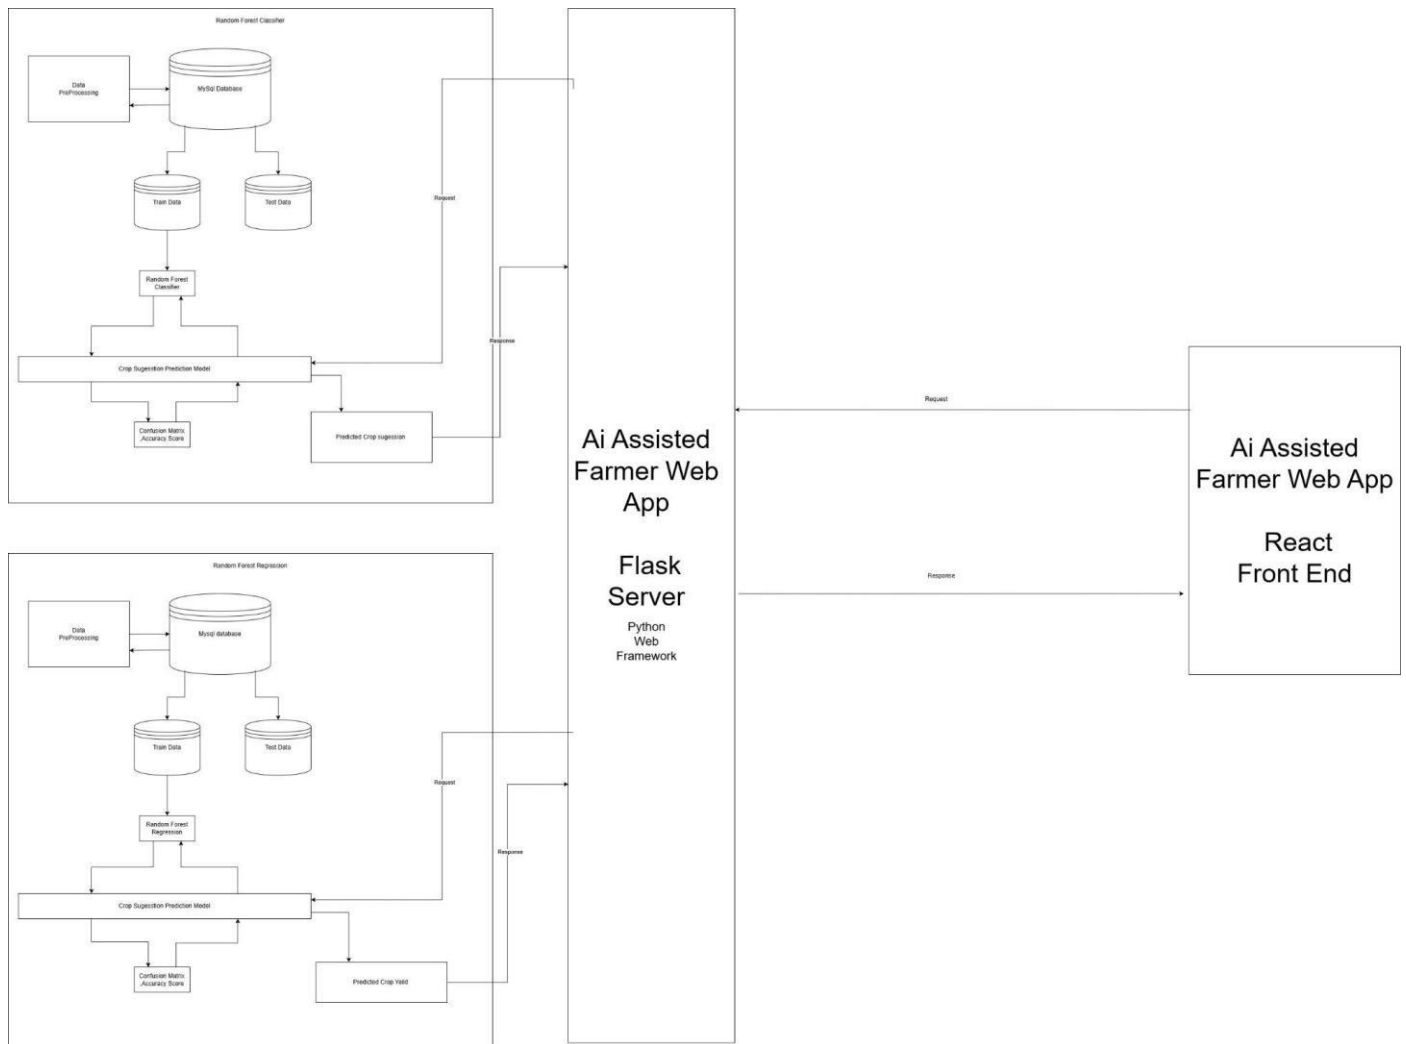 Random Forest Classifier
Data
PreProcessing
MySql Database
Train Data
Test Data
Request
Random Forest
Classifier
Response
Crop Sugesstion Prediction Model
Confusion Matrix
,Accuracy Score
Predicted Crop sugession
Random Forest Regression
Data
PreProcessing
Mysql database
Train Data
Test Data
Request
Random Forest
Regression
Response
Crop Sugesstion Prediction Model
Confusion Matrix
,Accuracy Score
Predicted Crop Yeild
Ai Assisted
Farmer Web
App
Flask
Server
Python
Web
Framework
Request
Response
Ai Assisted
Farmer Web App
React
Front End